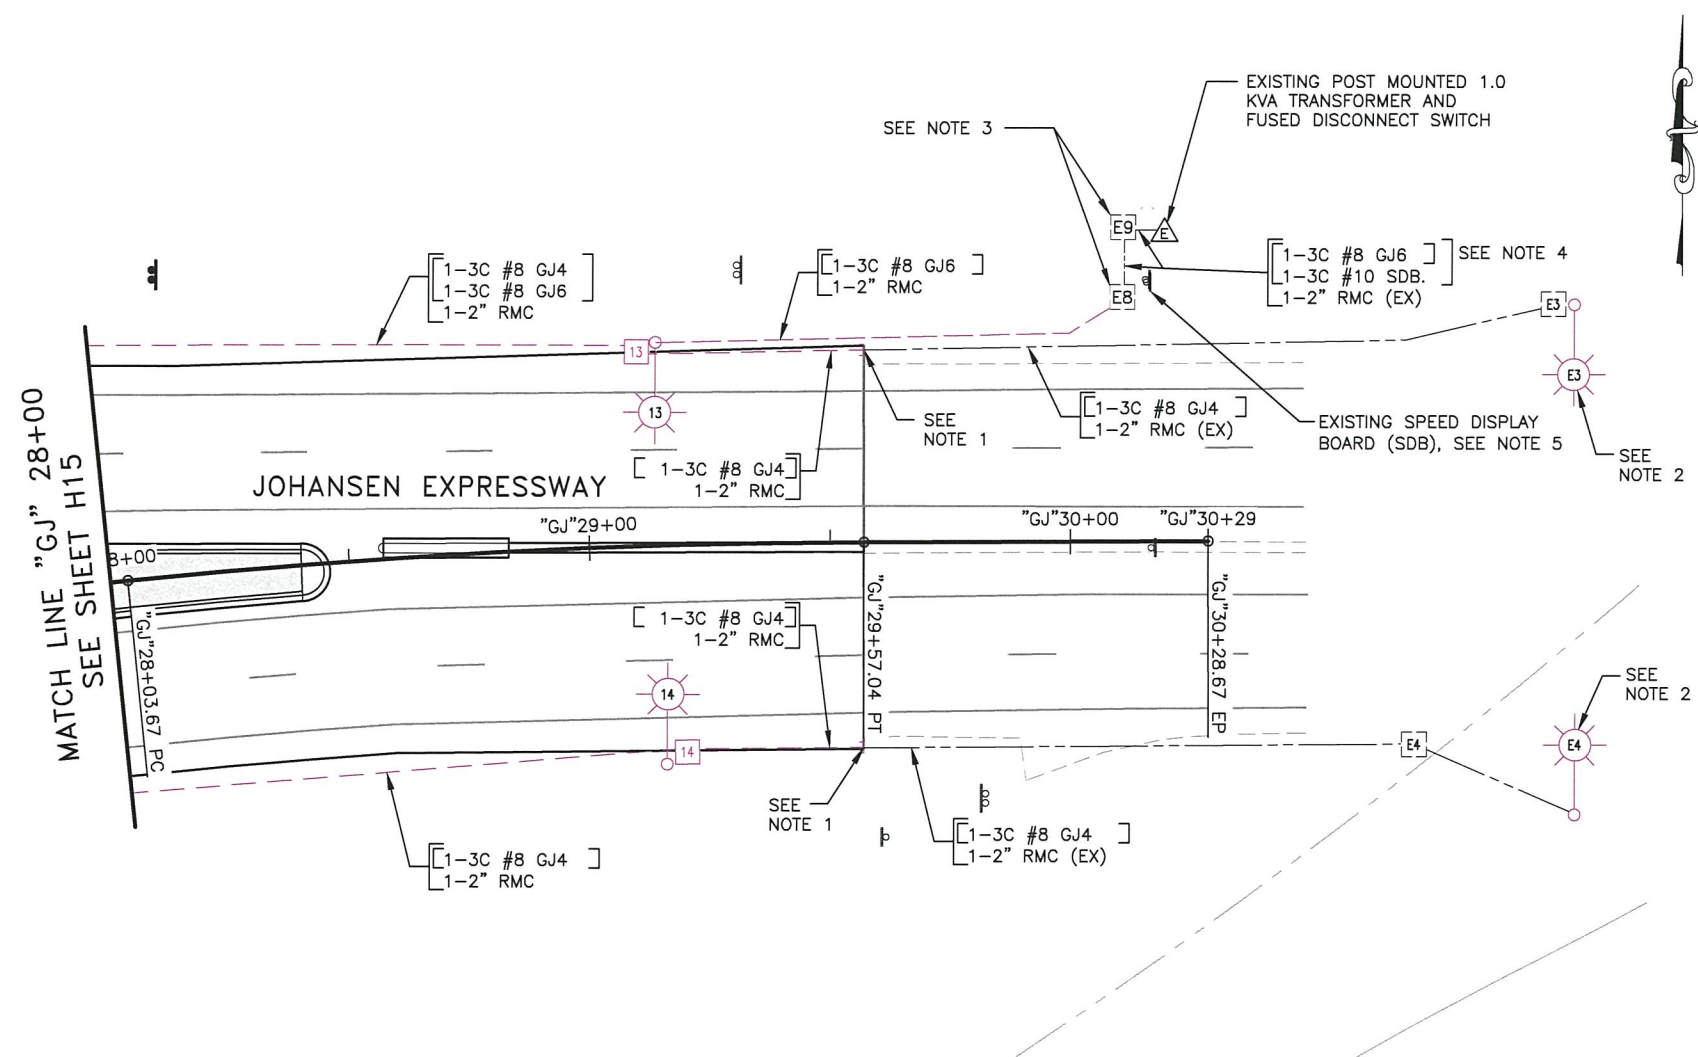 EXISTING POST MOUNTED 1.0
KVA TRANSFORMER AND
FUSED DISCONNECT SWITCH
SEE NOTE 3
E9
E
1-3C #8 GJ4
1-3C #8 GJ6
1-2" RMC
1-3C #8 GJ6
1-2" RMC
1-3C #8 GJ6
1-3C #10 SDB.
1-2" RMC (EX)
SEE NOTE 4
E8
E3
13
E3
13
1-3C #8 GJ4
1-2" RMC (EX)
SEE
NOTE 1
EXISTING SPEED DISPLAY
BOARD (SDB), SEE NOTE 5
SEE
NOTE 2
1-3C #8 GJ4
1-2" RMC
JOHANSEN EXPRESSWAY
MATCH LINE "GJ" 28+00
SEE SHEET H15
"GJ"29+00
"GJ"30+00
"GJ"30+29
8+00
"GJ"28+03.67 PC
1-3C #8 GJ4
1-2" RMC
"GJ"29+57.04 PT
"GJ"30+28.67 EP
14
14
SEE
NOTE 2
E4
E4
SEE
NOTE 1
1-3C #8 GJ4
1-2" RMC (EX)
1-3C #8 GJ4
1-2" RMC